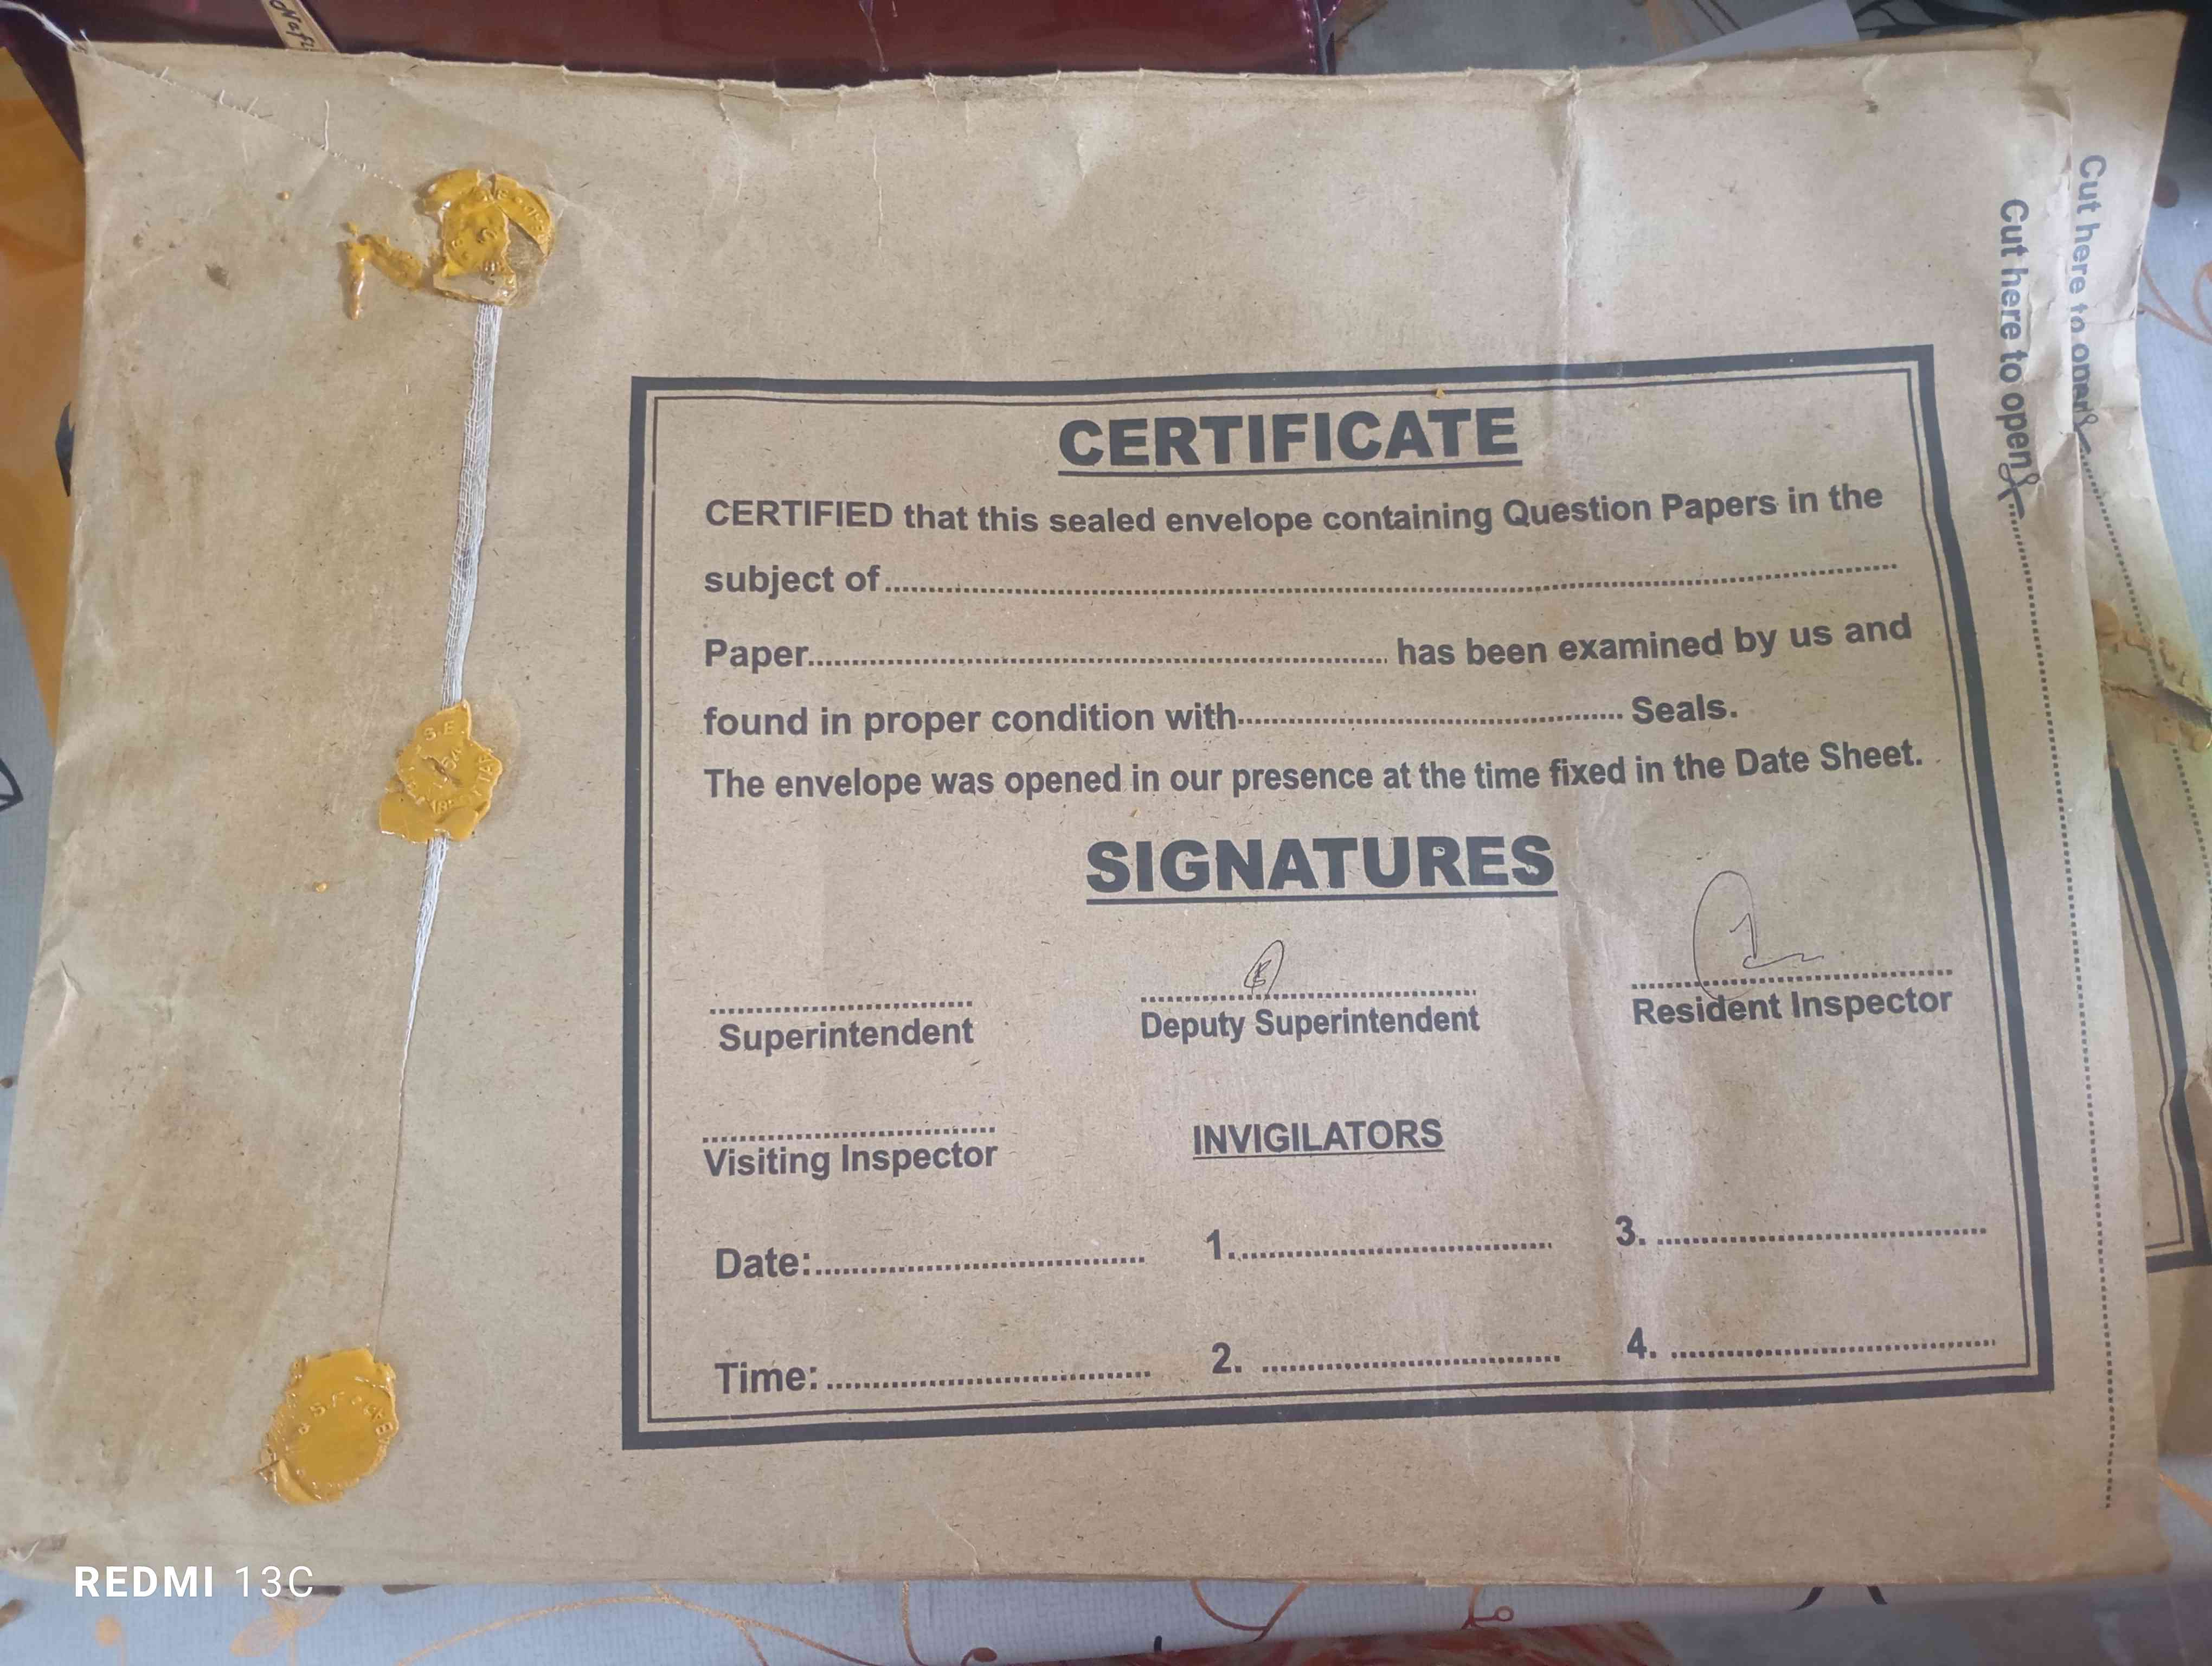 CERTIFICATE
CERTIFIED that this sealed envelope containing Question Papers in the
subject of..........
Paper.......... has been examined by us and
found in proper condition with.......... Seals.
The envelope was opened in our presence at the time fixed in the Date Sheet.
SIGNATURES
Superintendent
Deputy Superintendent
Resident Inspector
Visiting Inspector
INVIGILATORS
Date:..........
1...........
3. ..........
Time:..........
2. ..........
4. ..........
Cut here to open
Cut here to open
REDMI 13C